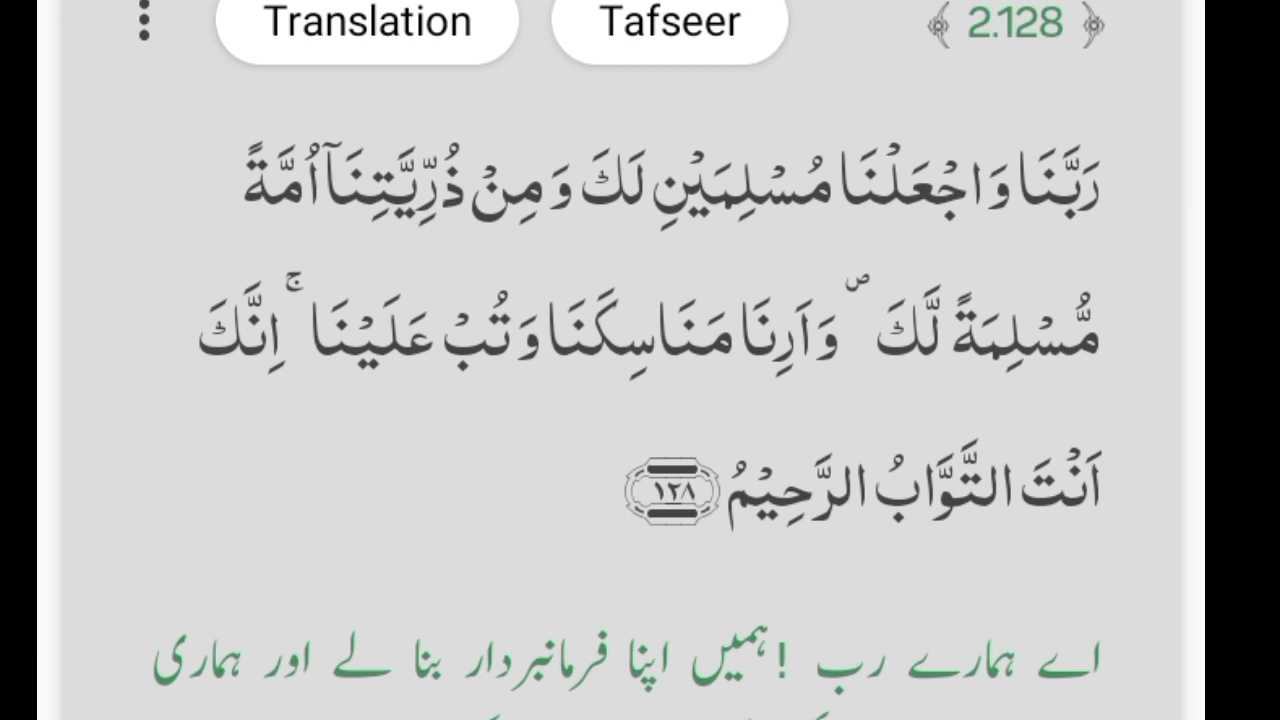 Translation Tafseer 2.128
رَبَّنَا وَاجْعَلْنَا مُسْلِمَيْنِ لَكَ وَمِنْ ذُرِّيَّتِنَآ اُمَّةً
مُّسْلِمَةً لَّكَ ۖ وَاَرِنَا مَنَاسِكَنَا وَتُبْ عَلَيْنَا ۚ اِنَّكَ
اَنْتَ التَّوَّابُ الرَّحِيْمُ ١٢٨
اے ہمارے رب !ہمیں اپنا فرمانبردار بنا لے اور ہماری